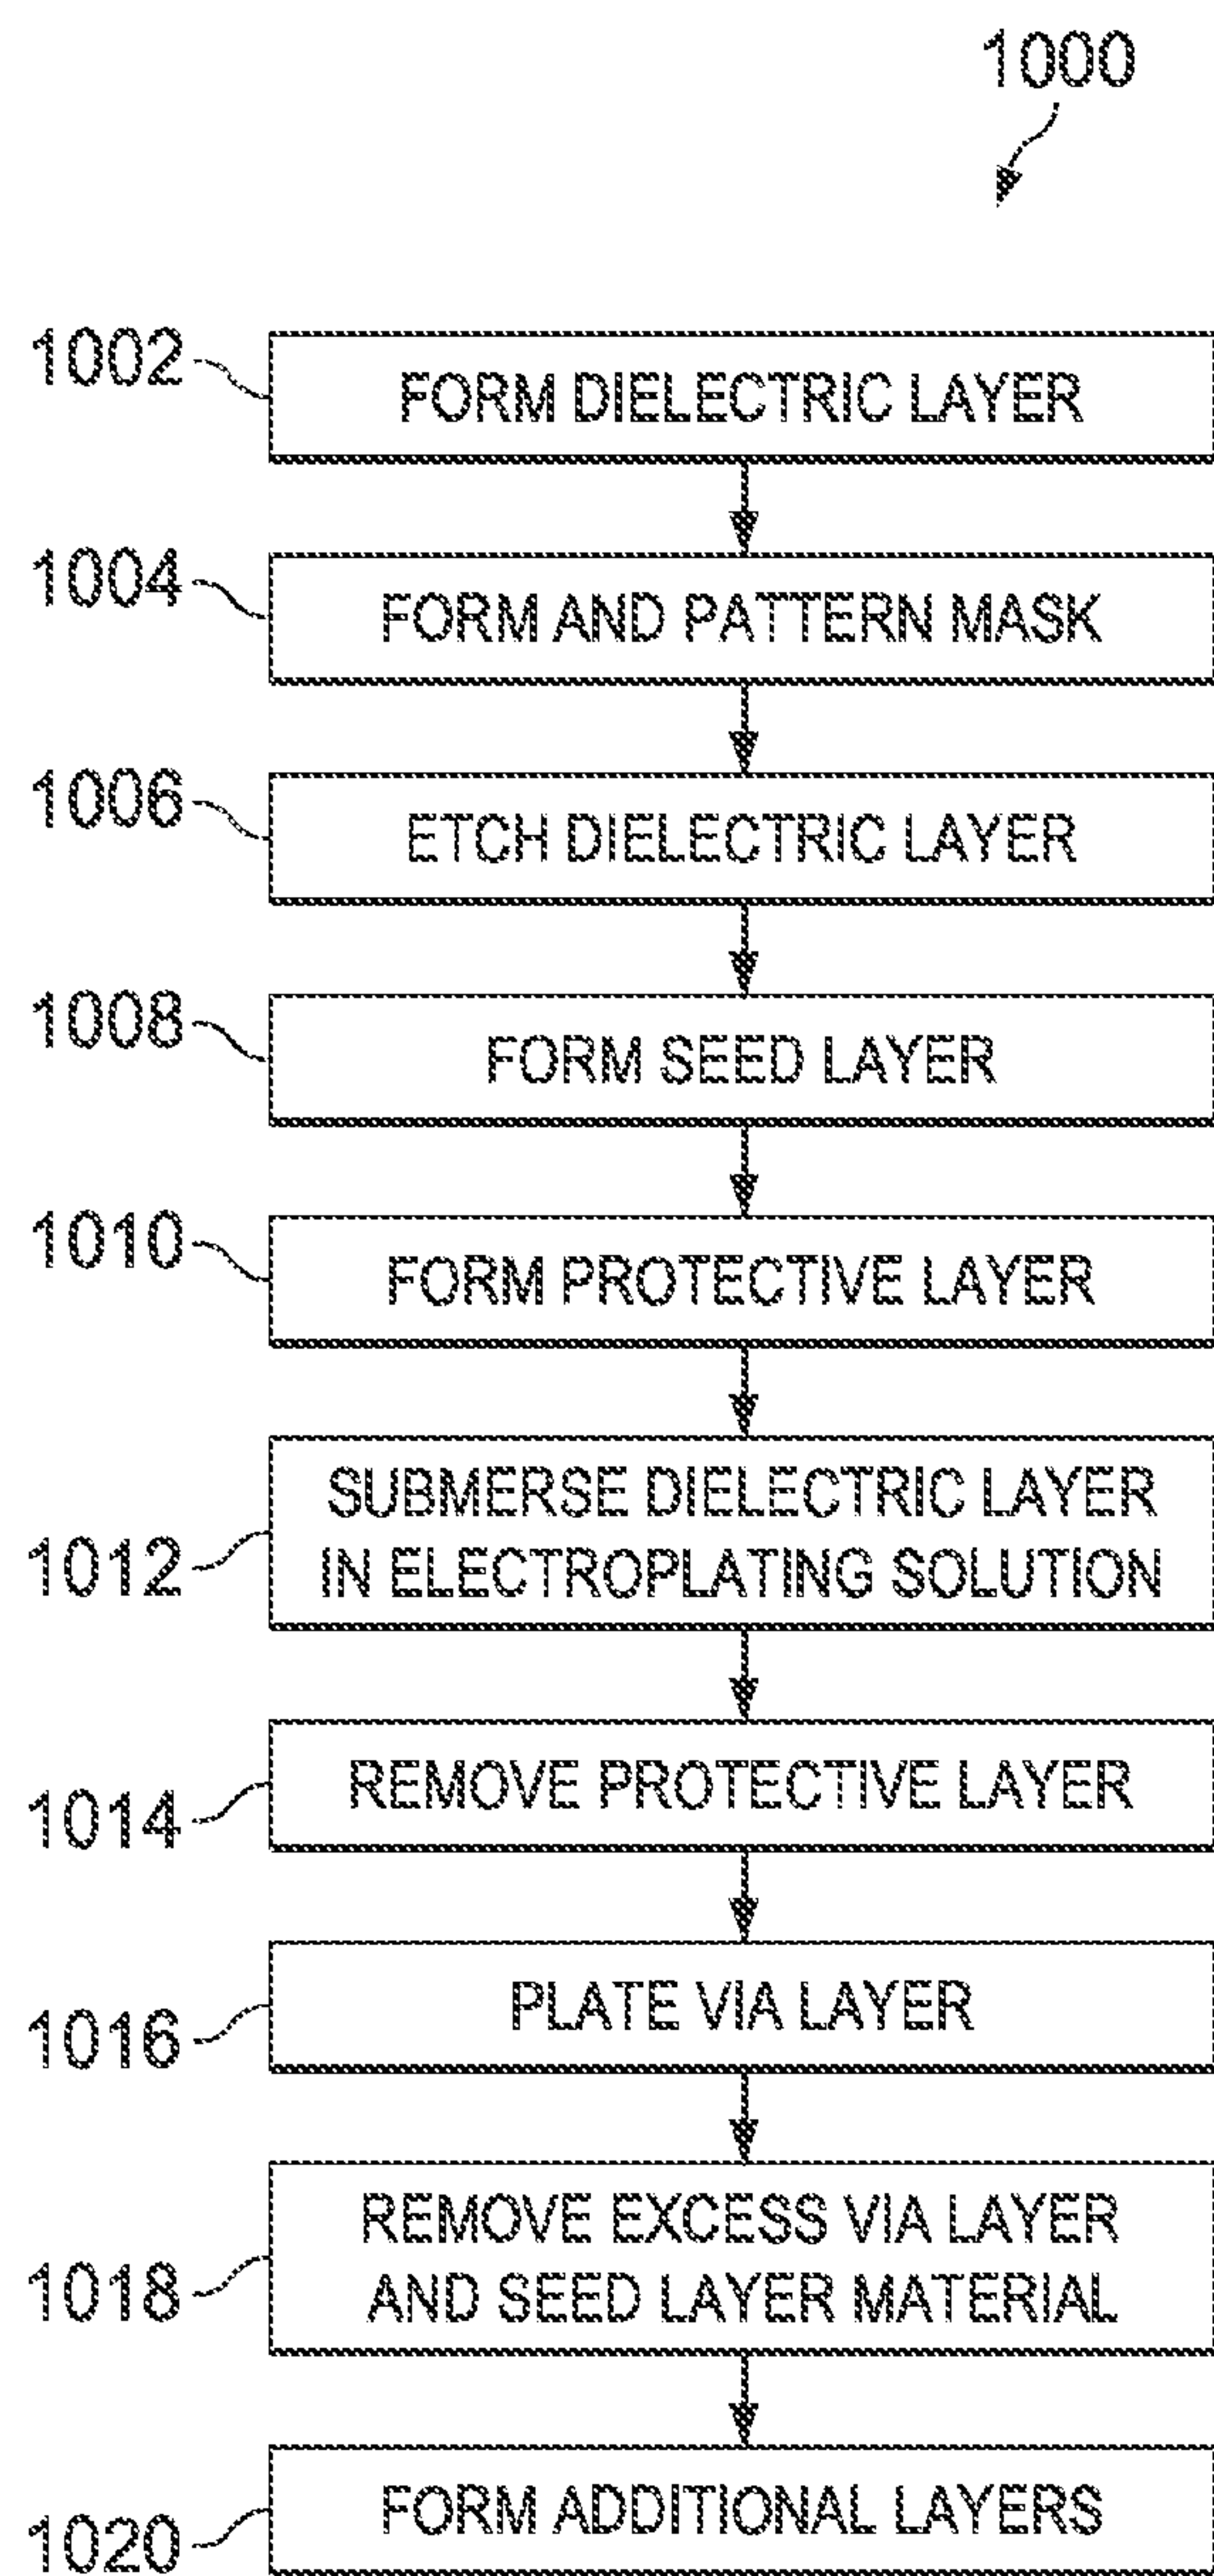 1000
1002
FORM DIELECTRIC LAYER
1004
FORM AND PATTERN MASK
1006
ETCH DIELECTRIC LAYER
1008
FORM SEED LAYER
1010
FORM PROTECTIVE LAYER
1012
SUBMERSE DIELECTRIC LAYER
IN ELECTROPLATING SOLUTION
1014
REMOVE PROTECTIVE LAYER
1016
PLATE VIA LAYER
1018
REMOVE EXCESS VIA LAYER
AND SEED LAYER MATERIAL
1020
FORM ADDITIONAL LAYERS